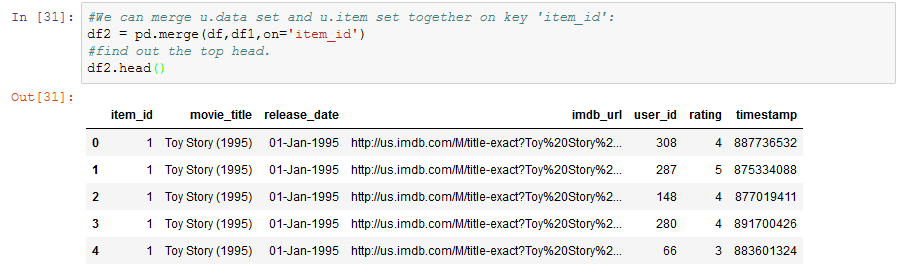 In [31]: #We can merge u.data set and u.item set together on key 'item_id':
df2 = pd.merge(df,df1,on='item_id')
#find out the top head.
df2.head()
Out[31]:
item_id movie_title release_date imdb_url user_id rating timestamp
0 1 Toy Story (1995) 01-Jan-1995 http://us.imdb.com/M/title-exact?Toy%20Story%2... 308 4 887736532
1 1 Toy Story (1995) 01-Jan-1995 http://us.imdb.com/M/title-exact?Toy%20Story%2... 287 5 875334088
2 1 Toy Story (1995) 01-Jan-1995 http://us.imdb.com/M/title-exact?Toy%20Story%2... 148 4 877019411
3 1 Toy Story (1995) 01-Jan-1995 http://us.imdb.com/M/title-exact?Toy%20Story%2... 280 4 891700426
4 1 Toy Story (1995) 01-Jan-1995 http://us.imdb.com/M/title-exact?Toy%20Story%2... 66 3 883601324